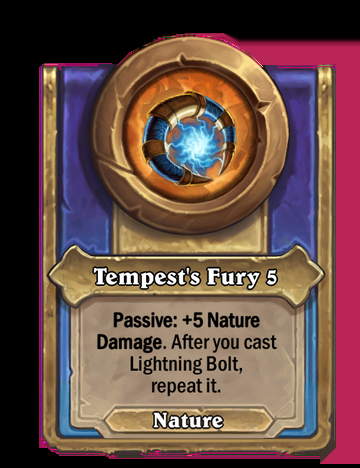 Tempest's Fury 5
Passive: +5 Nature
Damage. After you cast
Lightning Bolt,
repeat it.
Nature